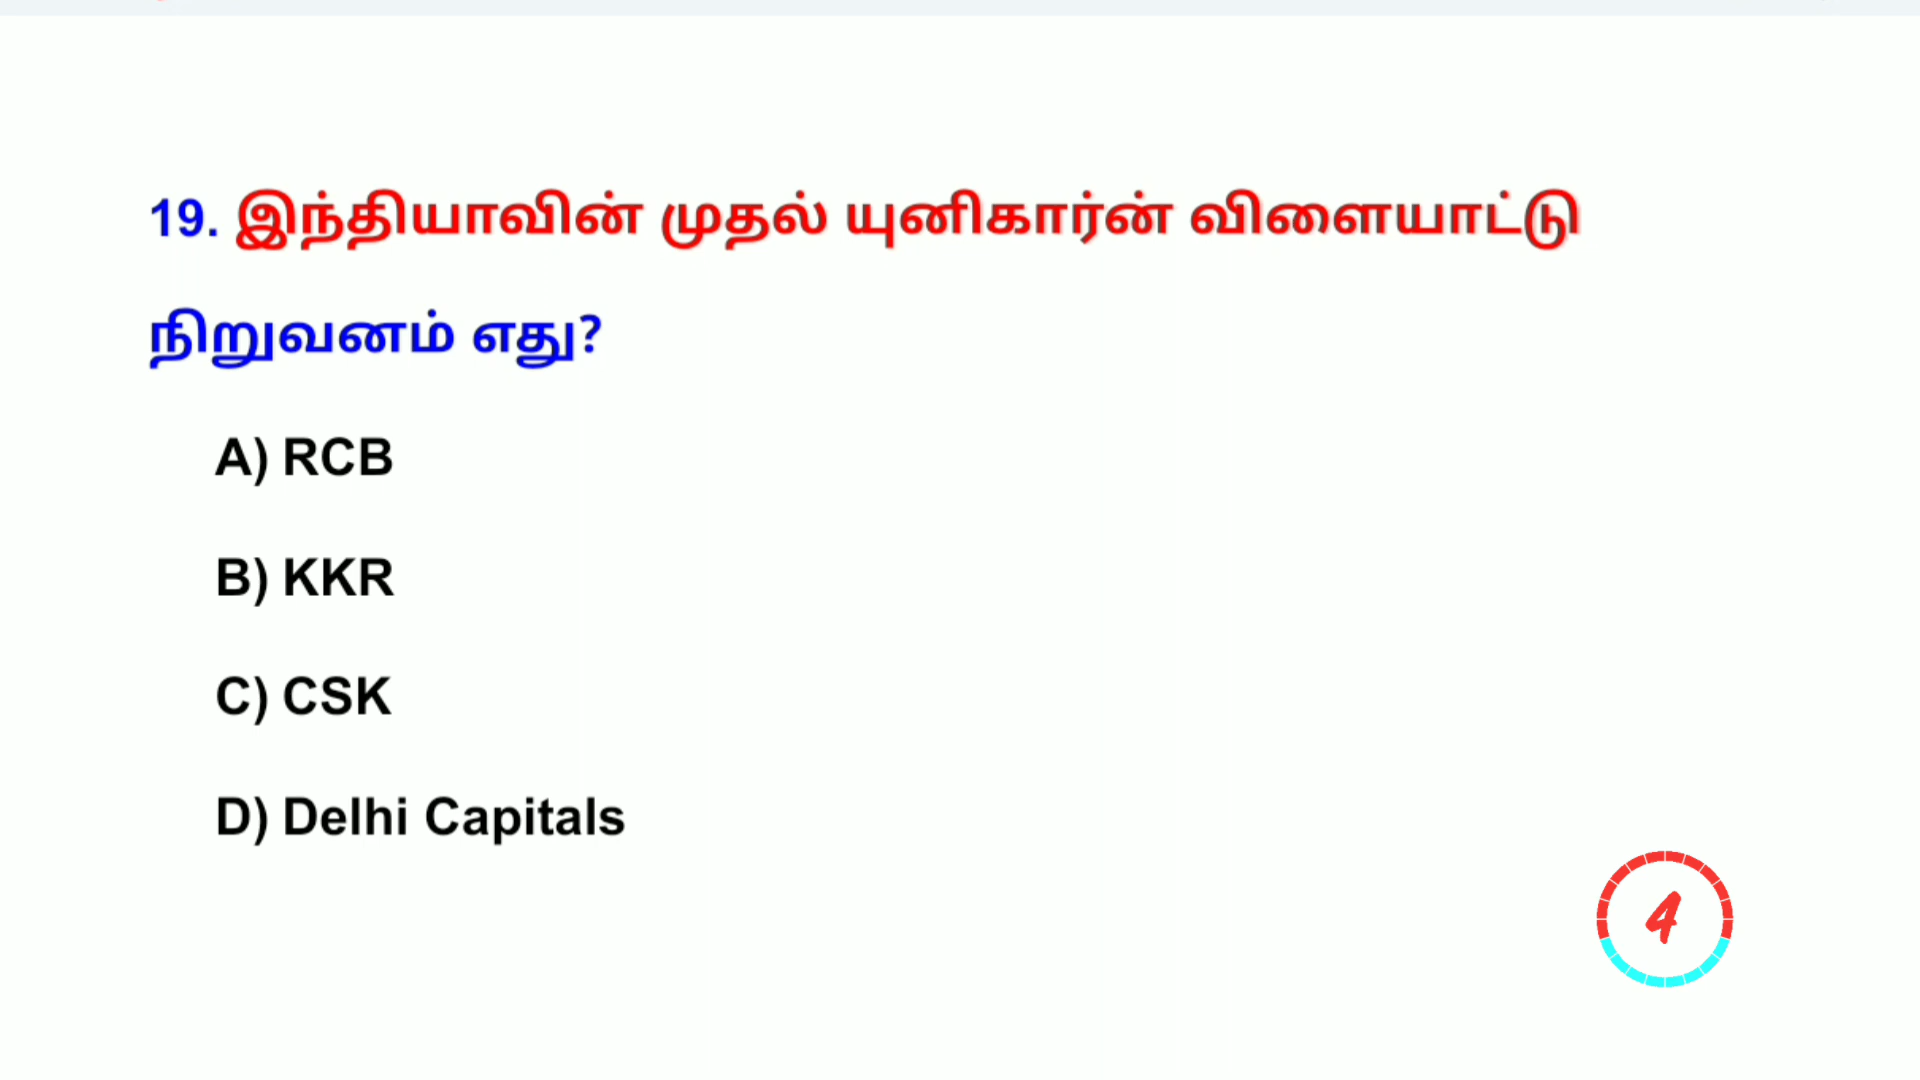 19. இந்தியாவின் முதல் யுனிகார்ன் விளையாட்டு
நிறுவனம் எது?
A) RCB
B) KKR
C) CSK
D) Delhi Capitals
4